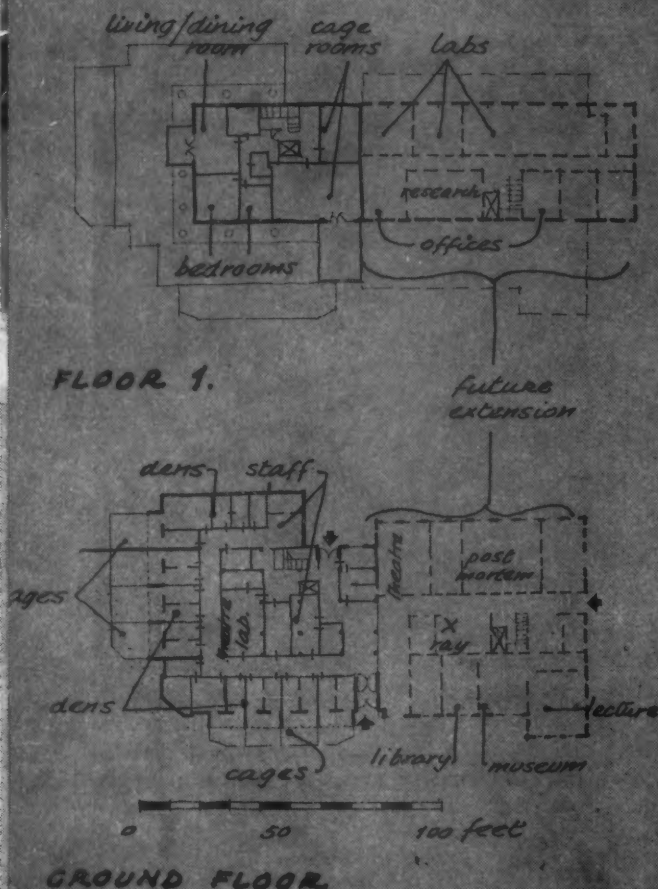 living/dining
room
cage
rooms
labs
research
offices
bedrooms
FLOOR 1.
future
extension
dens
staff
theatre
post
mortem
ages
theatre
lab.
X
ray
dens
lecture
cages
library
museum
0 50 100 feet
GROUND FLOOR